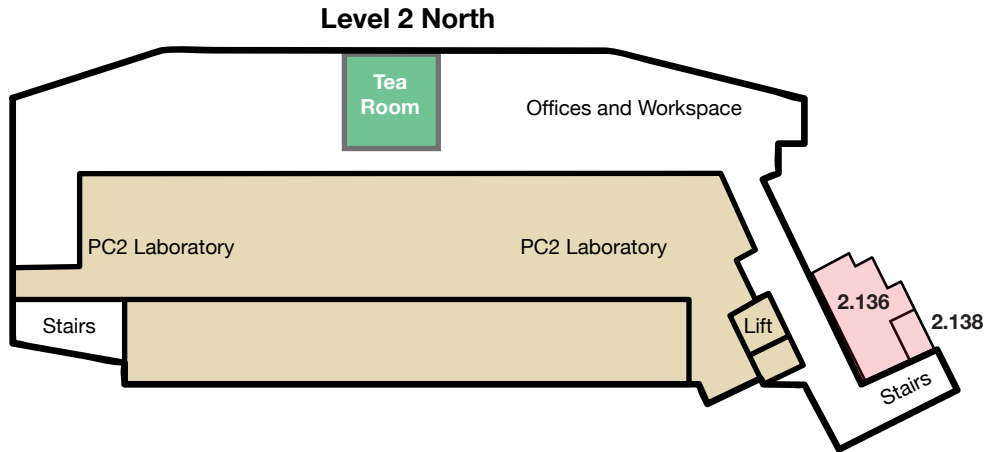 Level 2 North
Tea
Room
Offices and Workspace
PC2 Laboratory
PC2 Laboratory
2.136
2.138
Stairs
Lift
Stairs